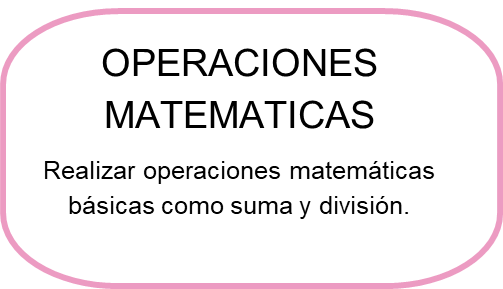 OPERACIONES
MATEMATICAS
Realizar operaciones matemáticas
básicas como suma y división.